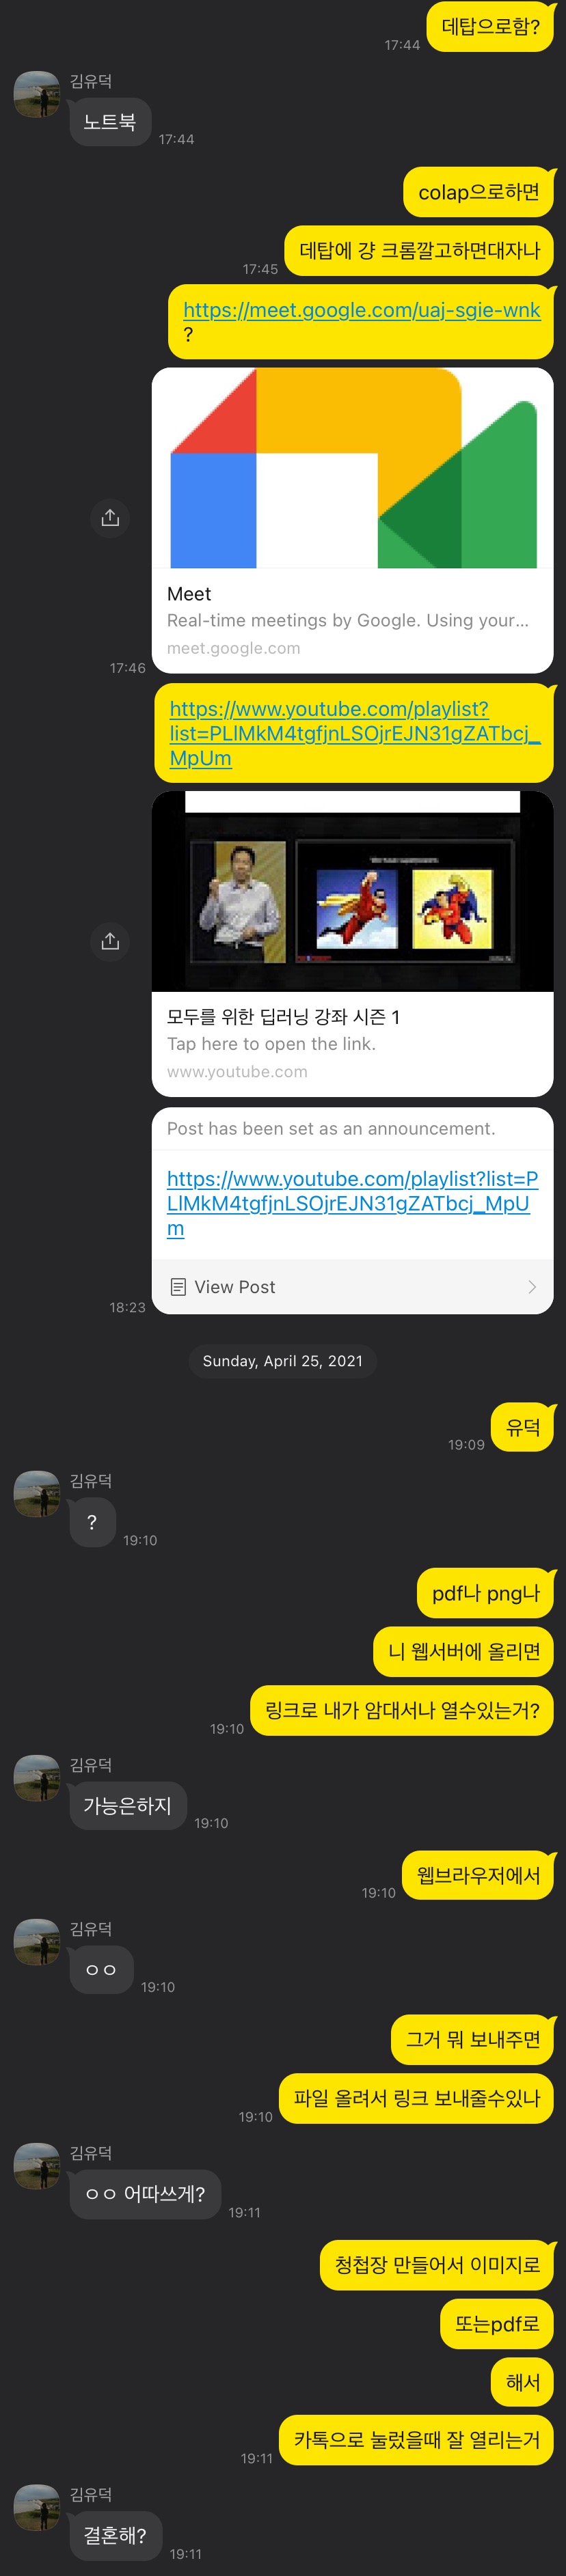 데탑으로함?
17:44
김유덕
노트북
17:44
colap으로하면
데탑에 걍 크롬깔고하면대자나
17:45
https://meet.google.com/uaj-sgie-wnk
?
Meet
Real-time meetings by Google. Using your...
meet.google.com
17:46
https://www.youtube.com/playlist?
list=PLlMkM4tgfjnLSOjrEJN31gZATbcj_
MpUm
모두를 위한 딥러닝 강좌 시즌 1
Tap here to open the link.
www.youtube.com
Post has been set as an announcement.
https://www.youtube.com/playlist?list=P
LlMkM4tgfjnLSOjrEJN31gZATbcj_MpU
m
View Post
18:23
Sunday, April 25, 2021
유덕
19:09
김유덕
?
19:10
pdf나 png나
니 웹서버에 올리면
링크로 내가 암대서나 열수있는거?
19:10
김유덕
가능은하지
19:10
웹브라우저에서
19:10
김유덕
ㅇㅇ
19:10
그거 뭐 보내주면
파일 올려서 링크 보내줄수있나
19:10
김유덕
ㅇㅇ 어따쓰게?
19:11
청첩장 만들어서 이미지로
또는pdf로
해서
카톡으로 눌렀을때 잘 열리는거
19:11
김유덕
결혼해?
19:11